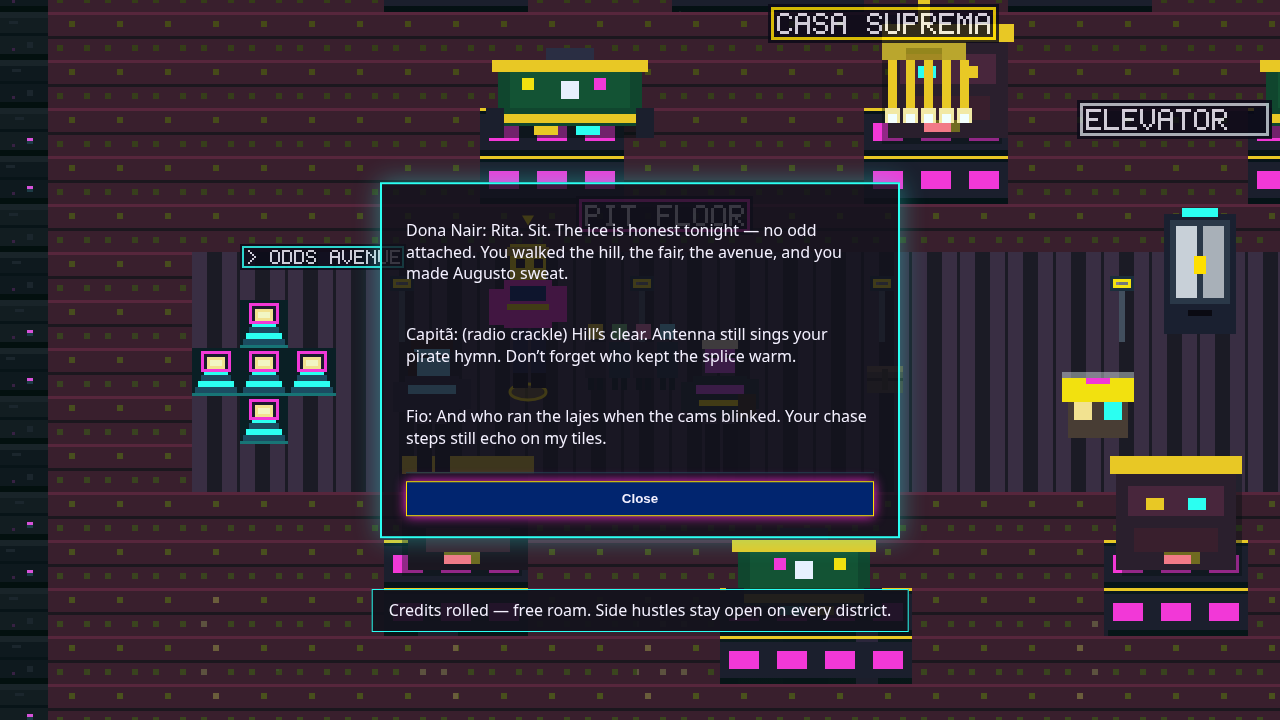 CASA SUPREMA
ELEVATOR
PIT FLOOR
> ODDS AVENUE
Dona Nair: Rita. Sit. The ice is honest tonight — no odd
attached. You walked the hill, the fair, the avenue, and you
made Augusto sweat.
Capitã: (radio crackle) Hill’s clear. Antenna still sings your
pirate hymn. Don’t forget who kept the splice warm.
Fio: And who ran the lajes when the cams blinked. Your chase
steps still echo on my tiles.
Close
Credits rolled — free roam. Side hustles stay open on every district.